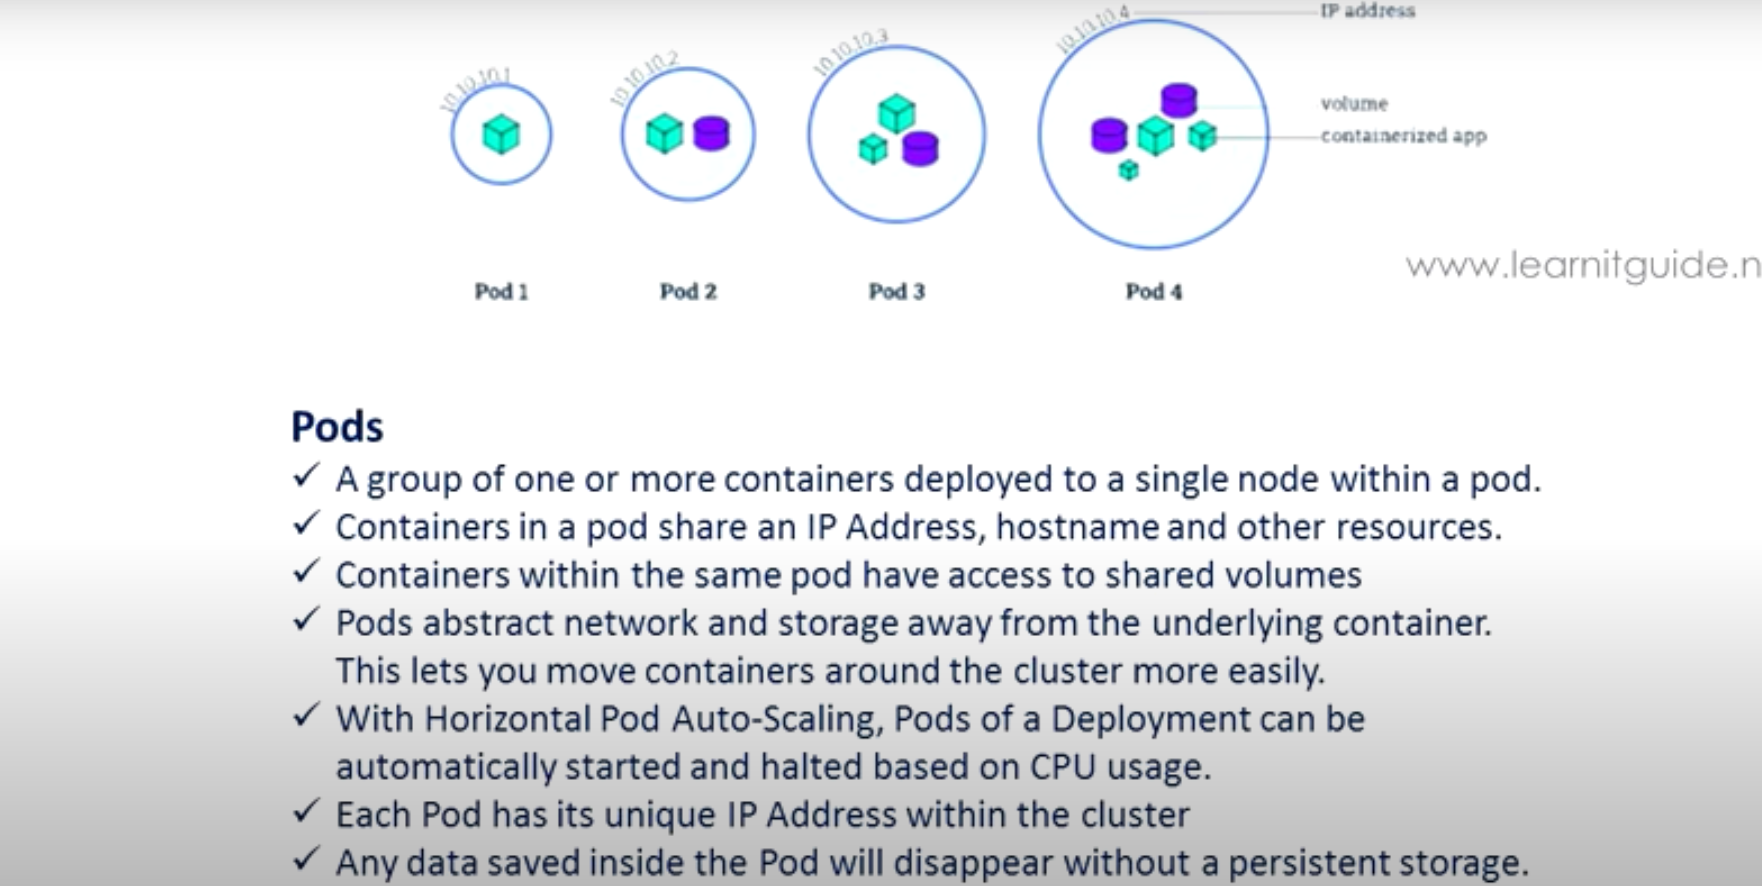 10.10.10.1
10.10.10.2
10.10.10.3
10.10.10.4
IP address
volume
containerized app
www.learnitguide.n
Pod 1
Pod 2
Pod 3
Pod 4
Pods
✓ A group of one or more containers deployed to a single node within a pod.
✓ Containers in a pod share an IP Address, hostname and other resources.
✓ Containers within the same pod have access to shared volumes
✓ Pods abstract network and storage away from the underlying container.
This lets you move containers around the cluster more easily.
✓ With Horizontal Pod Auto-Scaling, Pods of a Deployment can be
automatically started and halted based on CPU usage.
✓ Each Pod has its unique IP Address within the cluster
✓ Any data saved inside the Pod will disappear without a persistent storage.